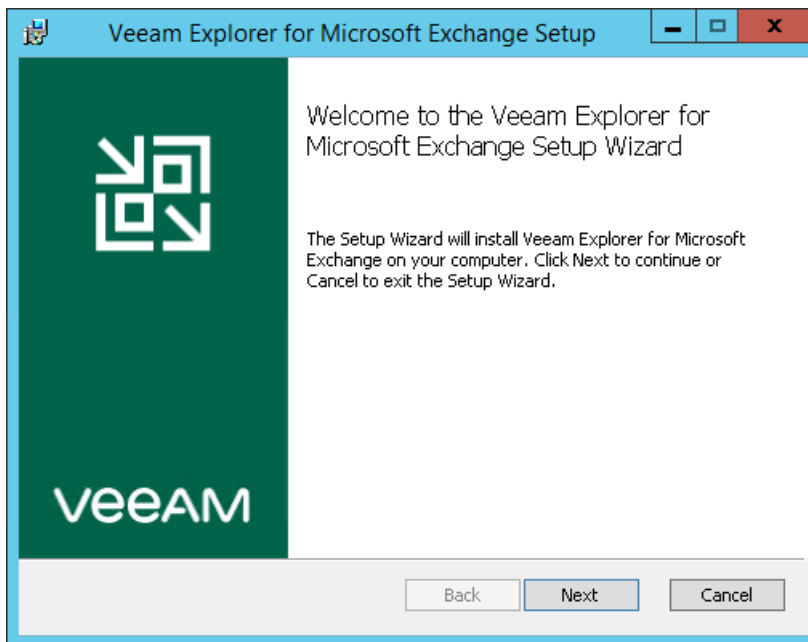 Veeam Explorer for Microsoft Exchange Setup
Welcome to the Veeam Explorer for
Microsoft Exchange Setup Wizard
The Setup Wizard will install Veeam Explorer for Microsoft
Exchange on your computer. Click Next to continue or
Cancel to exit the Setup Wizard.
veeAM
Back Next Cancel